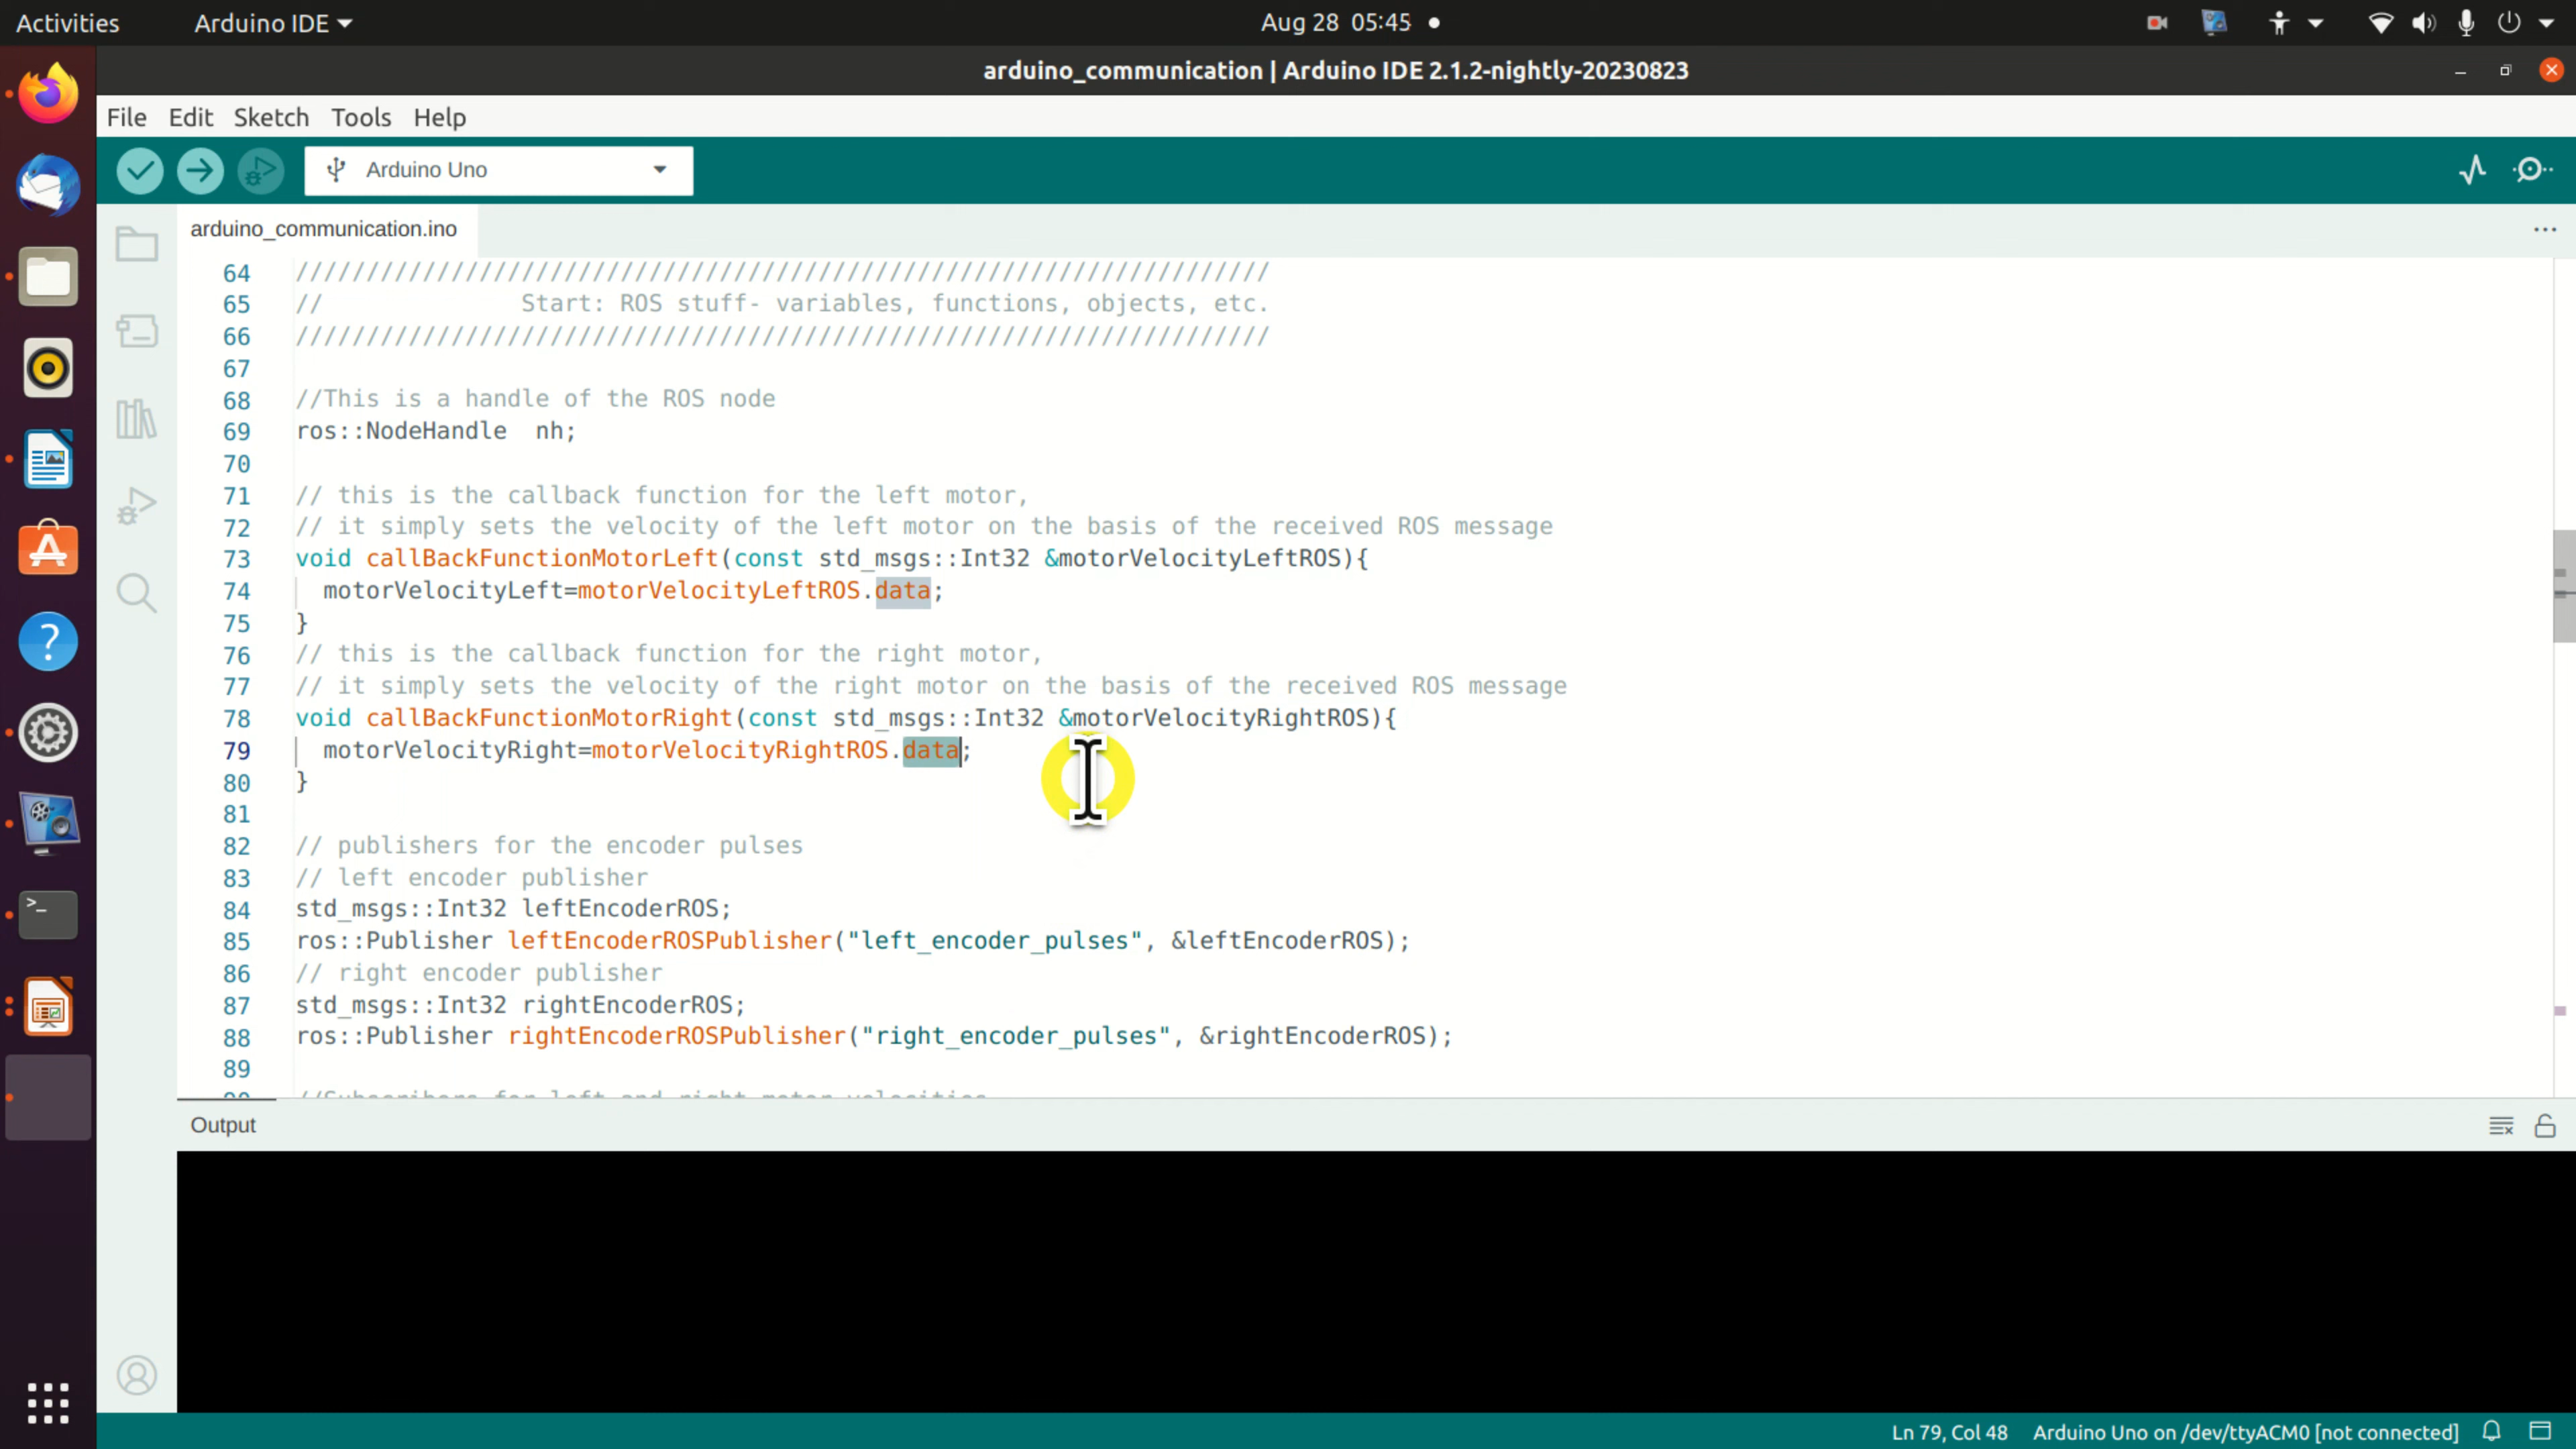 Activities
Arduino IDE
Aug 28 05:45
arduino_communication | Arduino IDE 2.1.2-nightly-20230823
File Edit Sketch Tools Help
Arduino Uno
arduino_communication.ino
64 /////////////////////////////////////////////////////////////////////
65 // Start: ROS stuff- variables, functions, objects, etc.
66 /////////////////////////////////////////////////////////////////////
67
68 //This is a handle of the ROS node
69 ros::NodeHandle nh;
70
71 // this is the callback function for the left motor,
72 // it simply sets the velocity of the left motor on the basis of the received ROS message
73 void callBackFunctionMotorLeft(const std_msgs::Int32 &motorVelocityLeftROS){
74 motorVelocityLeft=motorVelocityLeftROS.data;
75 }
76 // this is the callback function for the right motor,
77 // it simply sets the velocity of the right motor on the basis of the received ROS message
78 void callBackFunctionMotorRight(const std_msgs::Int32 &motorVelocityRightROS){
79 motorVelocityRight=motorVelocityRightROS.data;
80 }
81
82 // publishers for the encoder pulses
83 // left encoder publisher
84 std_msgs::Int32 leftEncoderROS;
85 ros::Publisher leftEncoderROSPublisher("left_encoder_pulses", &leftEncoderROS);
86 // right encoder publisher
87 std_msgs::Int32 rightEncoderROS;
88 ros::Publisher rightEncoderROSPublisher("right_encoder_pulses", &rightEncoderROS);
89
90 //Subscribers for left and right motor velocities
Output
Ln 79, Col 48 Arduino Uno on /dev/ttyACM0 [not connected]